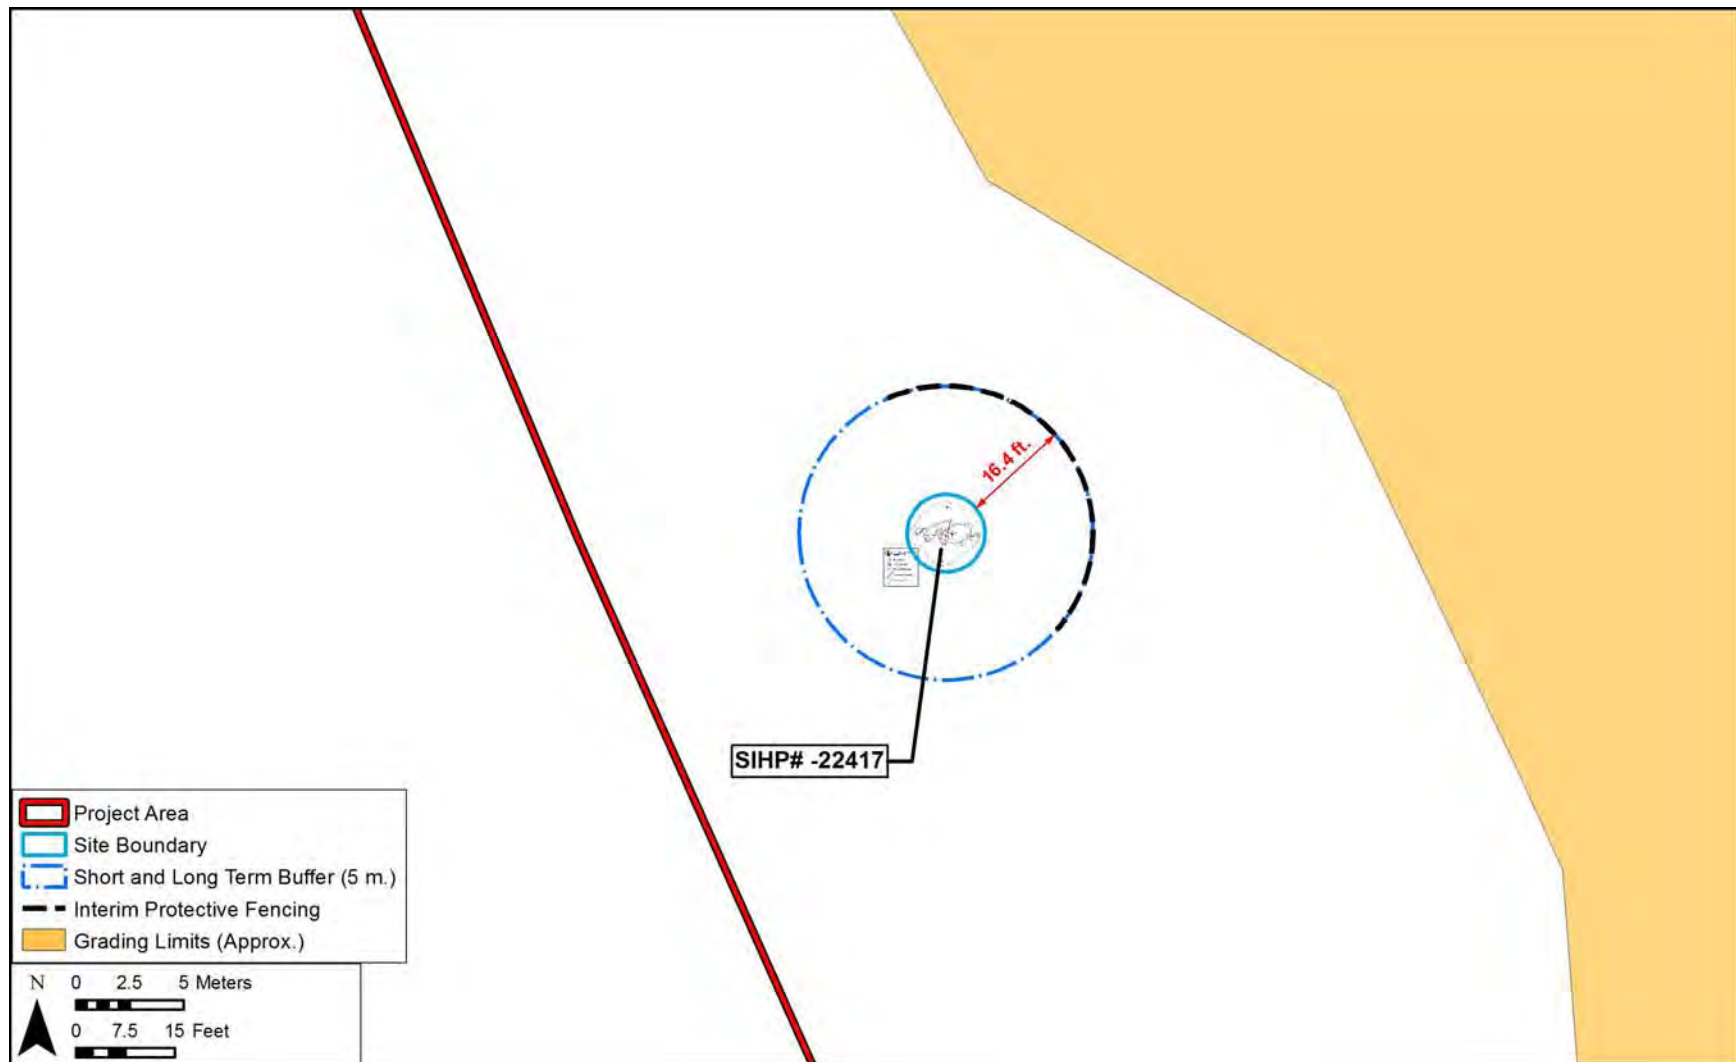 16.4 ft.
SIHP# -22417
Project Area
Site Boundary
Short and Long Term Buffer (5 m.)
Interim Protective Fencing
Grading Limits (Approx.)
N 0 2.5 5 Meters
0 7.5 15 Feet